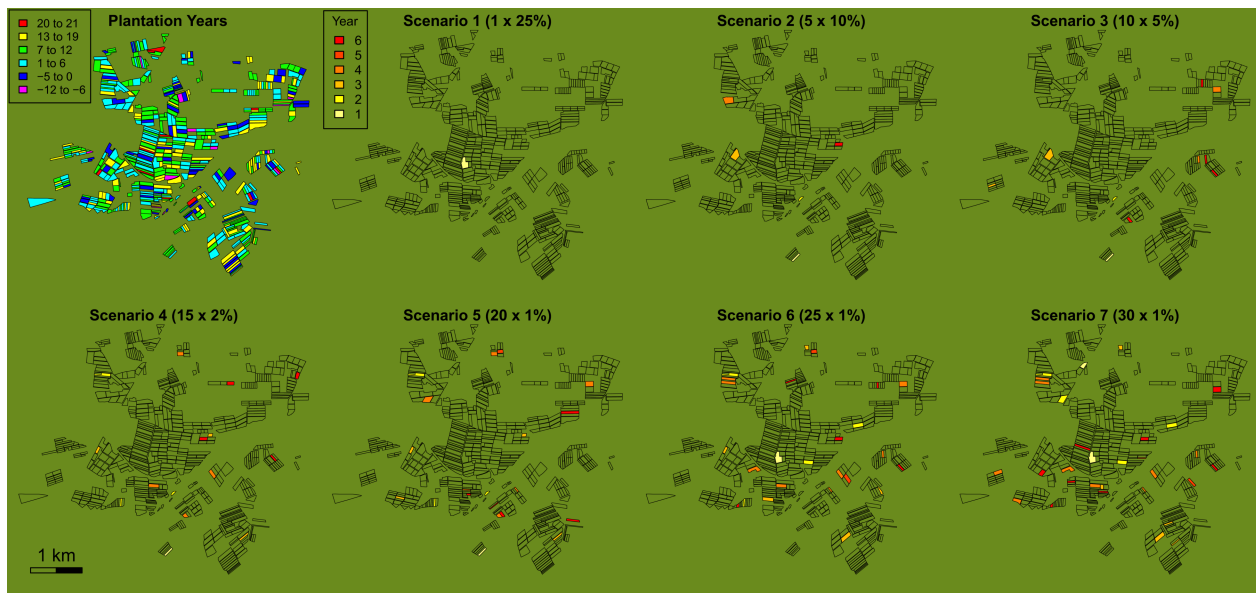 Plantation Years
20 to 21
13 to 19
7 to 12
1 to 6
−5 to 0
−12 to −6
Year
6
5
4
3
2
1
Scenario 1 (1 x 25%)
Scenario 2 (5 x 10%)
Scenario 3 (10 x 5%)
Scenario 4 (15 x 2%)
Scenario 5 (20 x 1%)
Scenario 6 (25 x 1%)
Scenario 7 (30 x 1%)
1 km